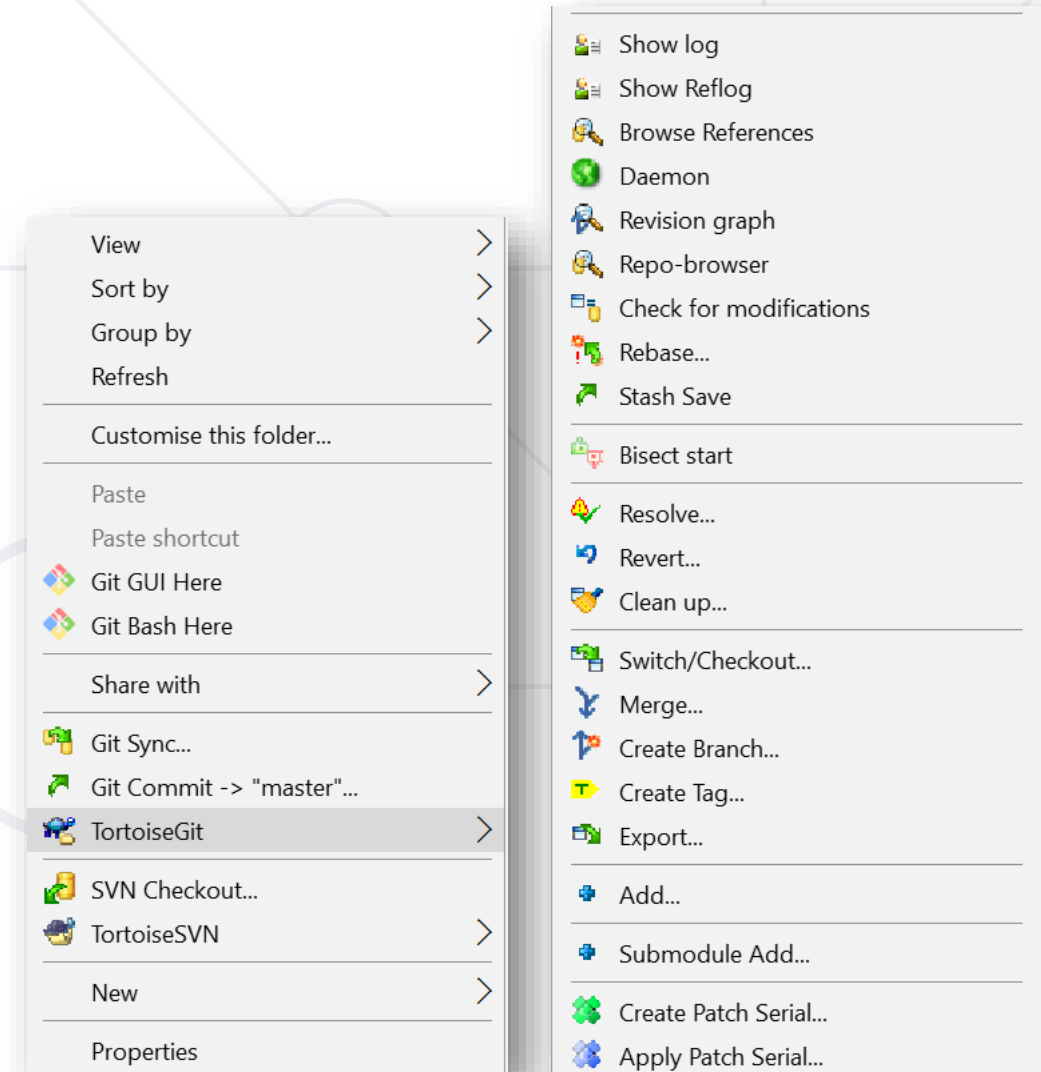 View
Sort by
Group by
Refresh
Customise this folder...
Paste
Paste shortcut
Git GUI Here
Git Bash Here
Share with
Git Sync...
Git Commit -> "master"...
TortoiseGit
SVN Checkout...
TortoiseSVN
New
Properties
Show log
Show Reflog
Browse References
Daemon
Revision graph
Repo-browser
Check for modifications
Rebase...
Stash Save
Bisect start
Resolve...
Revert...
Clean up...
Switch/Checkout...
Merge...
Create Branch...
Create Tag...
Export...
Add...
Submodule Add...
Create Patch Serial...
Apply Patch Serial...